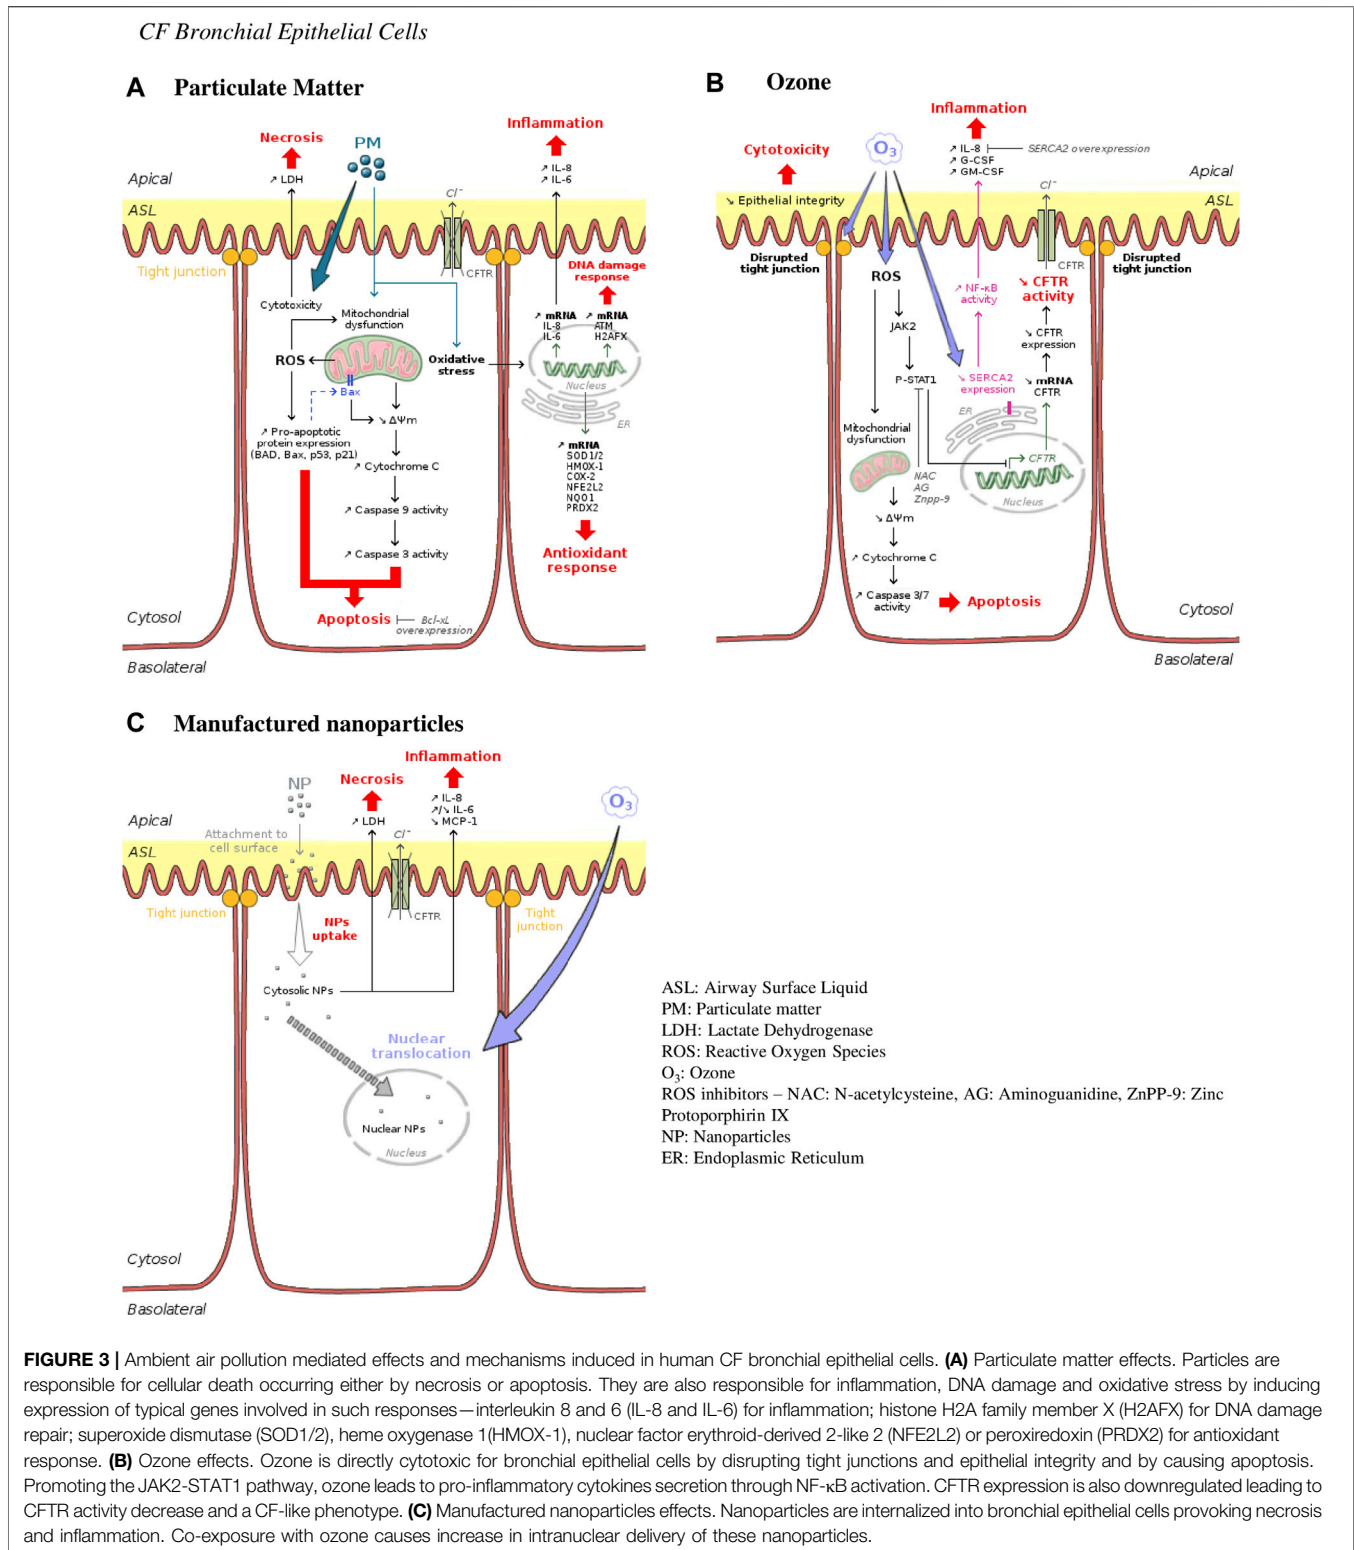 CF Bronchial Epithelial Cells
A Particulate Matter
Necrosis
PM
Inflammation
↗ LDH
↗ IL-8
↗ IL-6
Apical
Cl⁻
ASL
Tight junction
CFTR
DNA damage
response
Cytotoxicity
Mitochondrial
dysfunction
↗ mRNA
IL-8
IL-6
↗ mRNA
ATM
H2AFX
ROS
Oxidative
stress
Bax
Nucleus
ER
↘ ΔΨm
↗ Pro-apoptotic
protein expression
(BAD, Bax, p53, p21)
↗ Cytochrome C
↗ Caspase 9 activity
↗ Caspase 3 activity
↗ mRNA
SOD1/2
HMOX-1
COX-2
NFE2L2
NQO1
PRDX2
Antioxidant
response
Apoptosis
Bcl-xL
overexpression
Cytosol
Basolateral
B Ozone
Inflammation
Cytotoxicity
O₃
↗ IL-8
↗ G-CSF
↗ GM-CSF
SERCA2 overexpression
Apical
Cl⁻
ASL
↘ Epithelial integrity
Disrupted
tight junction
CFTR
Disrupted
tight junction
ROS
↗ NF-κB
activity
↘ CFTR
activity
JAK2
↘ CFTR
expression
P-STAT1
↘ SERCA2
expression
↘ mRNA
CFTR
ER
Mitochondrial
dysfunction
NAC
AG
Znpp-9
CFTR
Nucleus
↘ ΔΨm
↗ Cytochrome C
↗ Caspase 3/7
activity
Apoptosis
Cytosol
Basolateral
C Manufactured nanoparticles
Inflammation
NP
Necrosis
↗ IL-8
↗/↘ IL-6
↘ MCP-1
O₃
Apical
↗ LDH
Attachment to
cell surface
Cl⁻
ASL
Tight junction
NPs
uptake
CFTR
Tight
junction
Cytosolic NPs
Nuclear
translocation
Nuclear NPs
Nucleus
Cytosol
Basolateral
ASL: Airway Surface Liquid
PM: Particulate matter
LDH: Lactate Dehydrogenase
ROS: Reactive Oxygen Species
O₃: Ozone
ROS inhibitors – NAC: N-acetylcysteine, AG: Aminoguanidine, ZnPP-9: Zinc
Protoporphirin IX
NP: Nanoparticles
ER: Endoplasmic Reticulum
FIGURE 3 | Ambient air pollution mediated effects and mechanisms induced in human CF bronchial epithelial cells. (A) Particulate matter effects. Particles are
responsible for cellular death occurring either by necrosis or apoptosis. They are also responsible for inflammation, DNA damage and oxidative stress by inducing
expression of typical genes involved in such responses—interleukin 8 and 6 (IL-8 and IL-6) for inflammation; histone H2A family member X (H2AFX) for DNA damage
repair; superoxide dismutase (SOD1/2), heme oxygenase 1(HMOX-1), nuclear factor erythroid-derived 2-like 2 (NFE2L2) or peroxiredoxin (PRDX2) for antioxidant
response. (B) Ozone effects. Ozone is directly cytotoxic for bronchial epithelial cells by disrupting tight junctions and epithelial integrity and by causing apoptosis.
Promoting the JAK2-STAT1 pathway, ozone leads to pro-inflammatory cytokines secretion through NF-κB activation. CFTR expression is also downregulated leading to
CFTR activity decrease and a CF-like phenotype. (C) Manufactured nanoparticles effects. Nanoparticles are internalized into bronchial epithelial cells provoking necrosis
and inflammation. Co-exposure with ozone causes increase in intranuclear delivery of these nanoparticles.